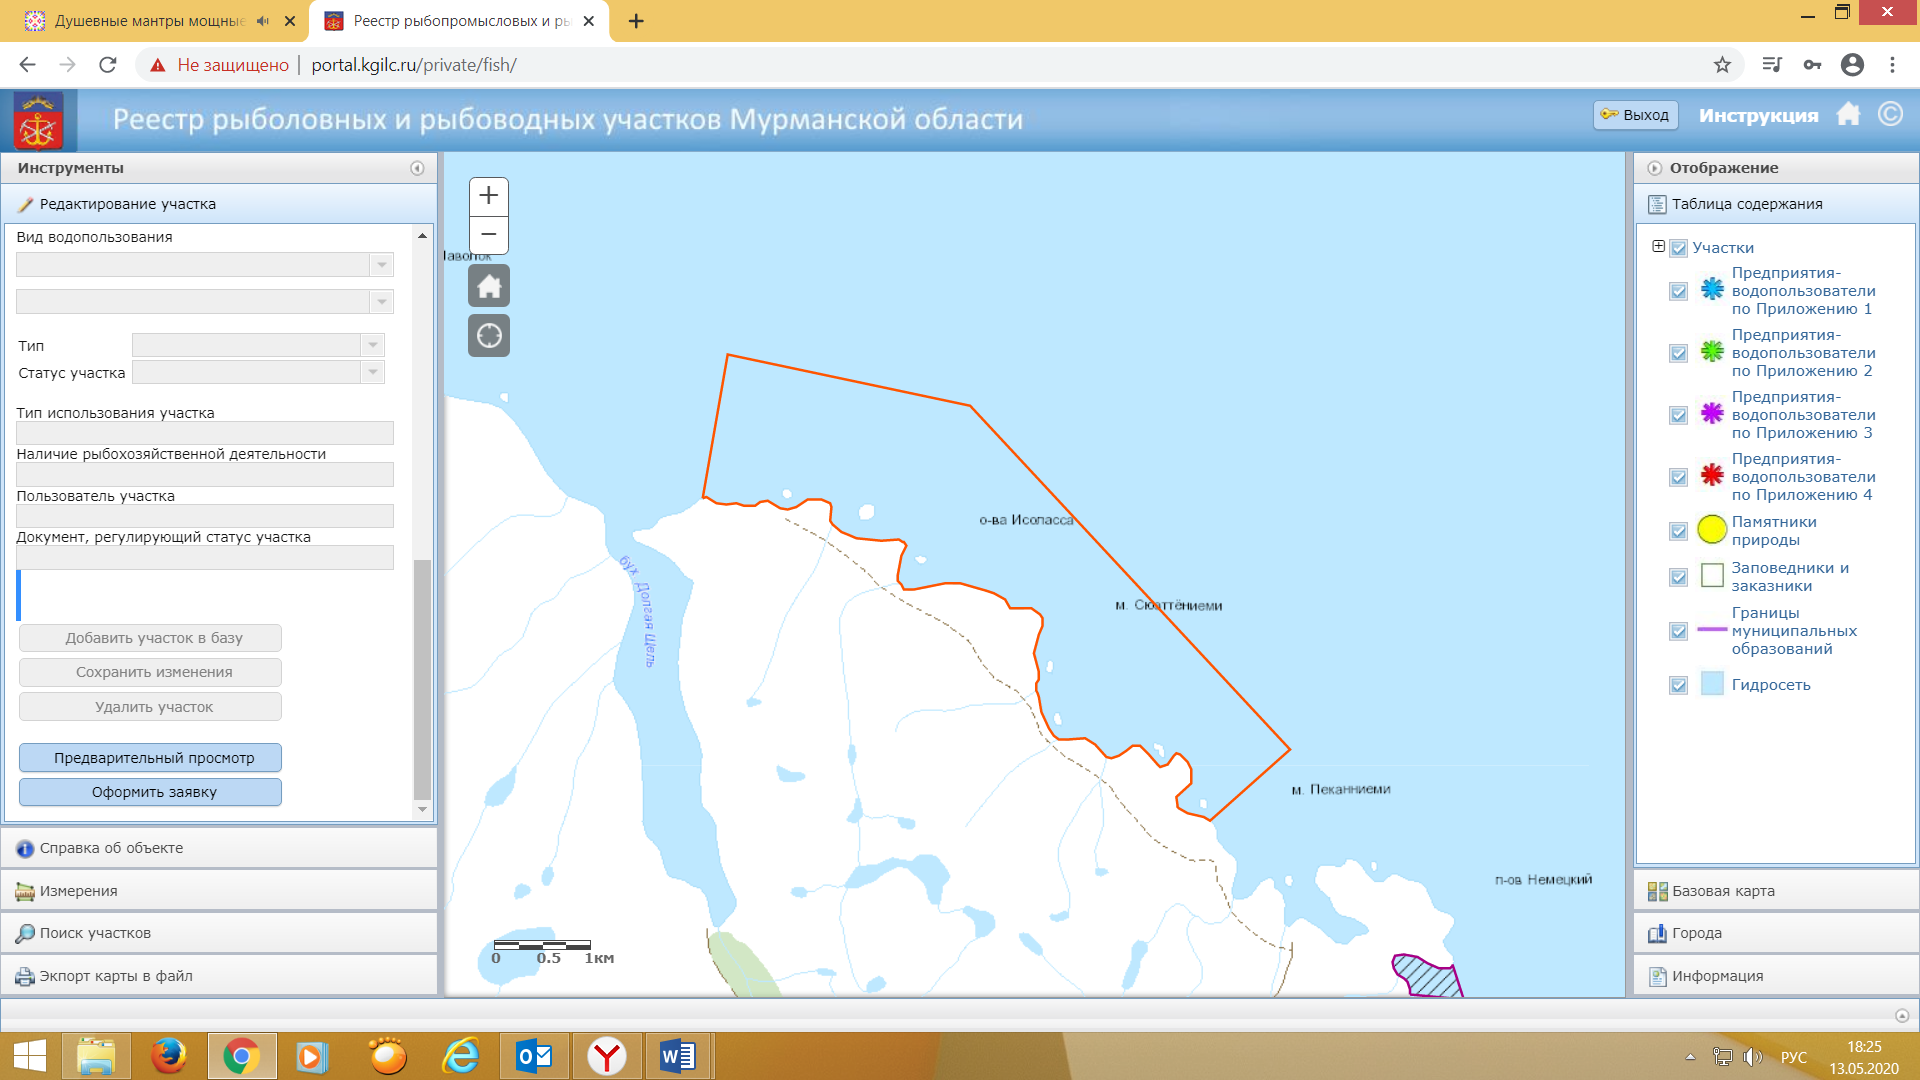 Душевные мантры мощные
Реестр рыбопромысловых и ры
Не защищено
portal.kgilc.ru/private/fish/
Реестр рыболовных и рыбоводных участков Мурманской области
Выход
Инструкция
Инструменты
Редактирование участка
Вид водопользования
Тип
Статус участка
Тип использования участка
Наличие рыбохозяйственной деятельности
Пользователь участка
Документ, регулирующий статус участка
Добавить участок в базу
Сохранить изменения
Удалить участок
Предварительный просмотр
Оформить заявку
Справка об объекте
Измерения
Поиск участков
Экспорт карты в файл
+
−
о-ва Исопасса
м. Сюаттёниеми
бух. Долгая Щель
м. Пеканниеми
п-ов Немецкий
0 0.5 1км
Отображение
Таблица содержания
Участки
Предприятия-
водопользователи
по Приложению 1
Предприятия-
водопользователи
по Приложению 2
Предприятия-
водопользователи
по Приложению 3
Предприятия-
водопользователи
по Приложению 4
Памятники
природы
Заповедники и
заказники
Границы
муниципальных
образований
Гидросеть
Базовая карта
Города
Информация
РУС
18:25
13.05.2020